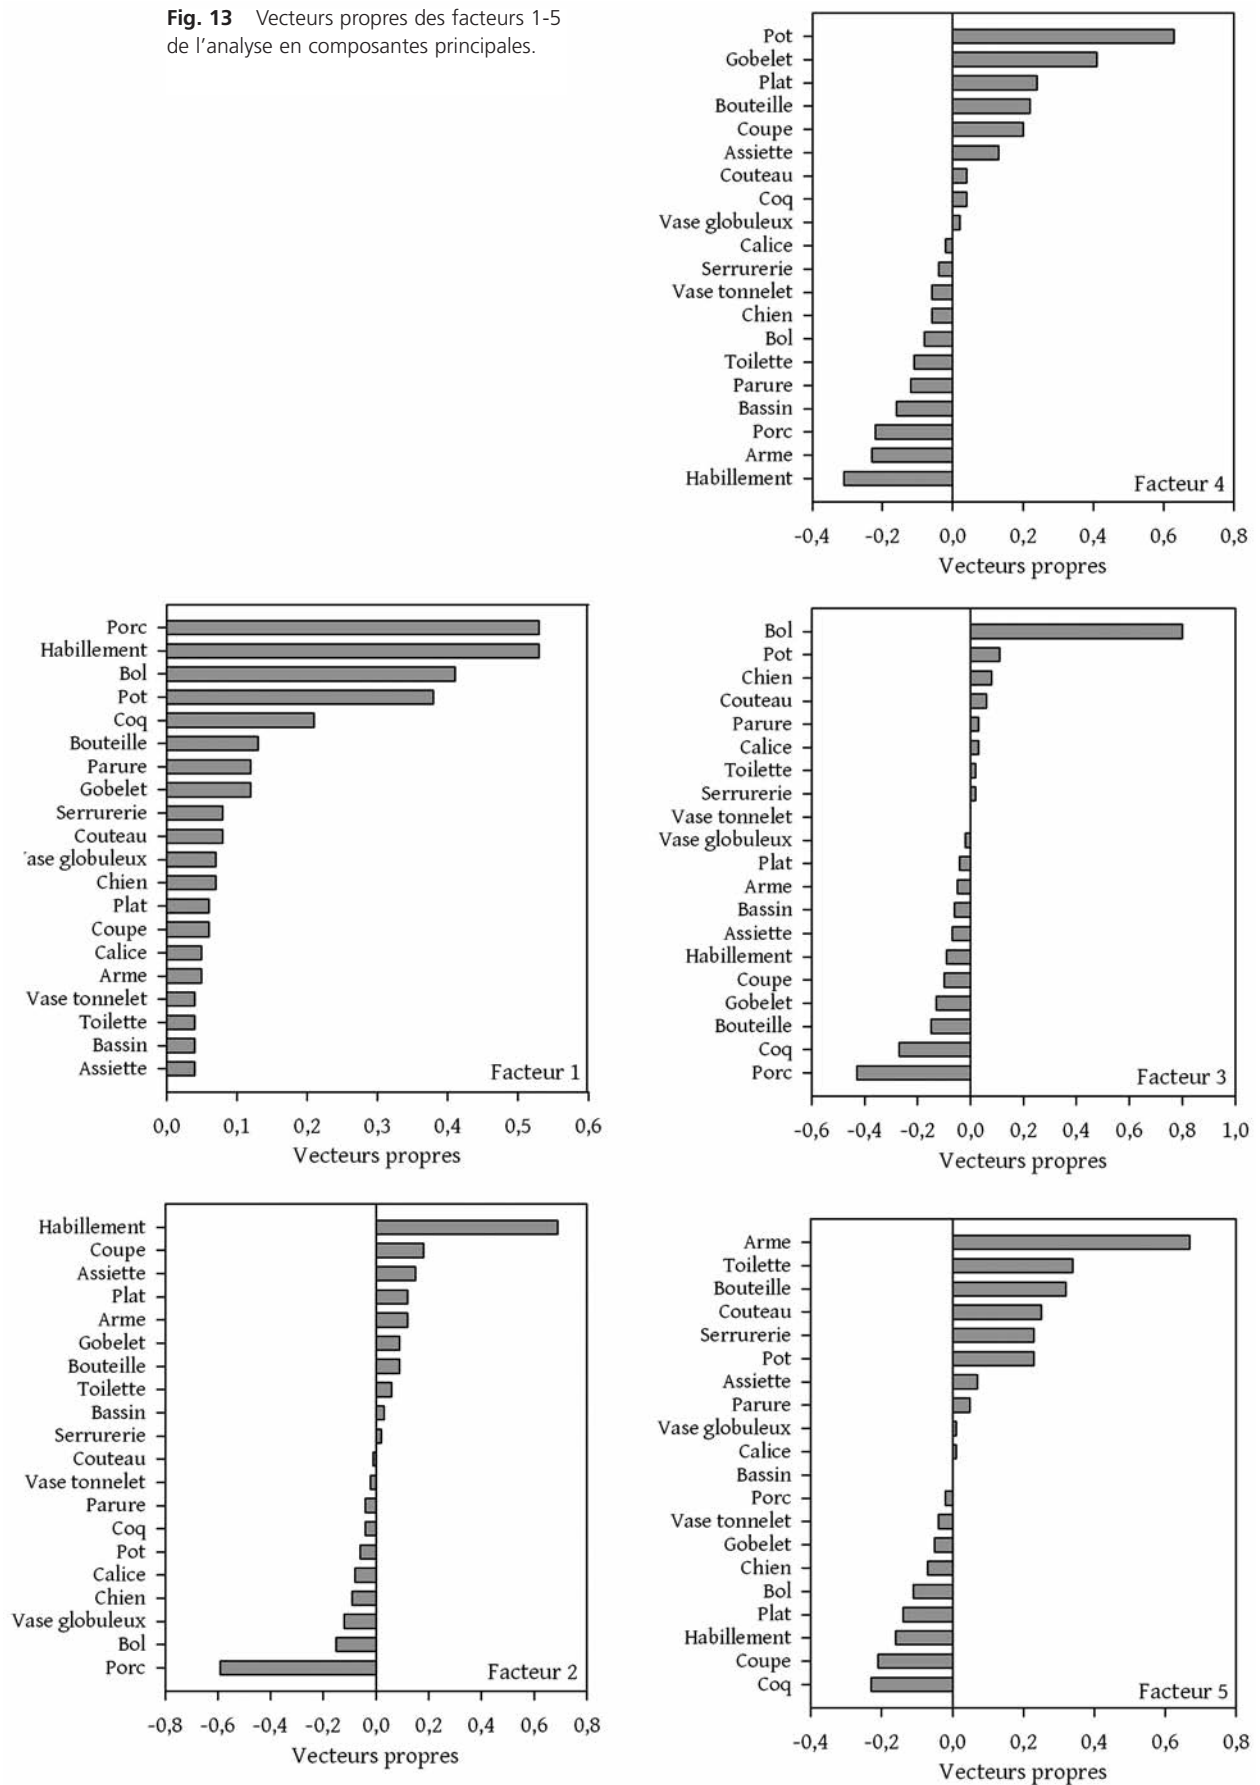 Fig. 13 Vecteurs propres des facteurs 1-5
de l'analyse en composantes principales.
Pot
Gobelet
Plat
Bouteille
Coupe
Assiette
Couteau
Coq
Vase globuleux
Calice
Serrurerie
Vase tonnelet
Chien
Bol
Toilette
Parure
Bassin
Porc
Arme
Habillement
Facteur 4
-0,4 -0,2 0,0 0,2 0,4 0,6 0,8
Vecteurs propres
Porc
Habillement
Bol
Pot
Coq
Bouteille
Parure
Gobelet
Serrurerie
Couteau
ase globuleux
Chien
Plat
Coupe
Calice
Arme
Vase tonnelet
Toilette
Bassin
Assiette
Facteur 1
0,0 0,1 0,2 0,3 0,4 0,5 0,6
Vecteurs propres
Bol
Pot
Chien
Couteau
Parure
Calice
Toilette
Serrurerie
Vase tonnelet
Vase globuleux
Plat
Arme
Bassin
Assiette
Habillement
Coupe
Gobelet
Bouteille
Coq
Porc
Facteur 3
-0,6 -0,4 -0,2 0,0 0,2 0,4 0,6 0,8 1,0
Vecteurs propres
Habillement
Coupe
Assiette
Plat
Arme
Gobelet
Bouteille
Toilette
Bassin
Serrurerie
Couteau
Vase tonnelet
Parure
Coq
Pot
Calice
Chien
Vase globuleux
Bol
Porc
Facteur 2
-0,8 -0,6 -0,4 -0,2 0,0 0,2 0,4 0,6 0,8
Vecteurs propres
Arme
Toilette
Bouteille
Couteau
Serrurerie
Pot
Assiette
Parure
Vase globuleux
Calice
Bassin
Porc
Vase tonnelet
Gobelet
Chien
Bol
Plat
Habillement
Coupe
Coq
Facteur 5
-0,4 -0,2 0,0 0,2 0,4 0,6 0,8
Vecteurs propres